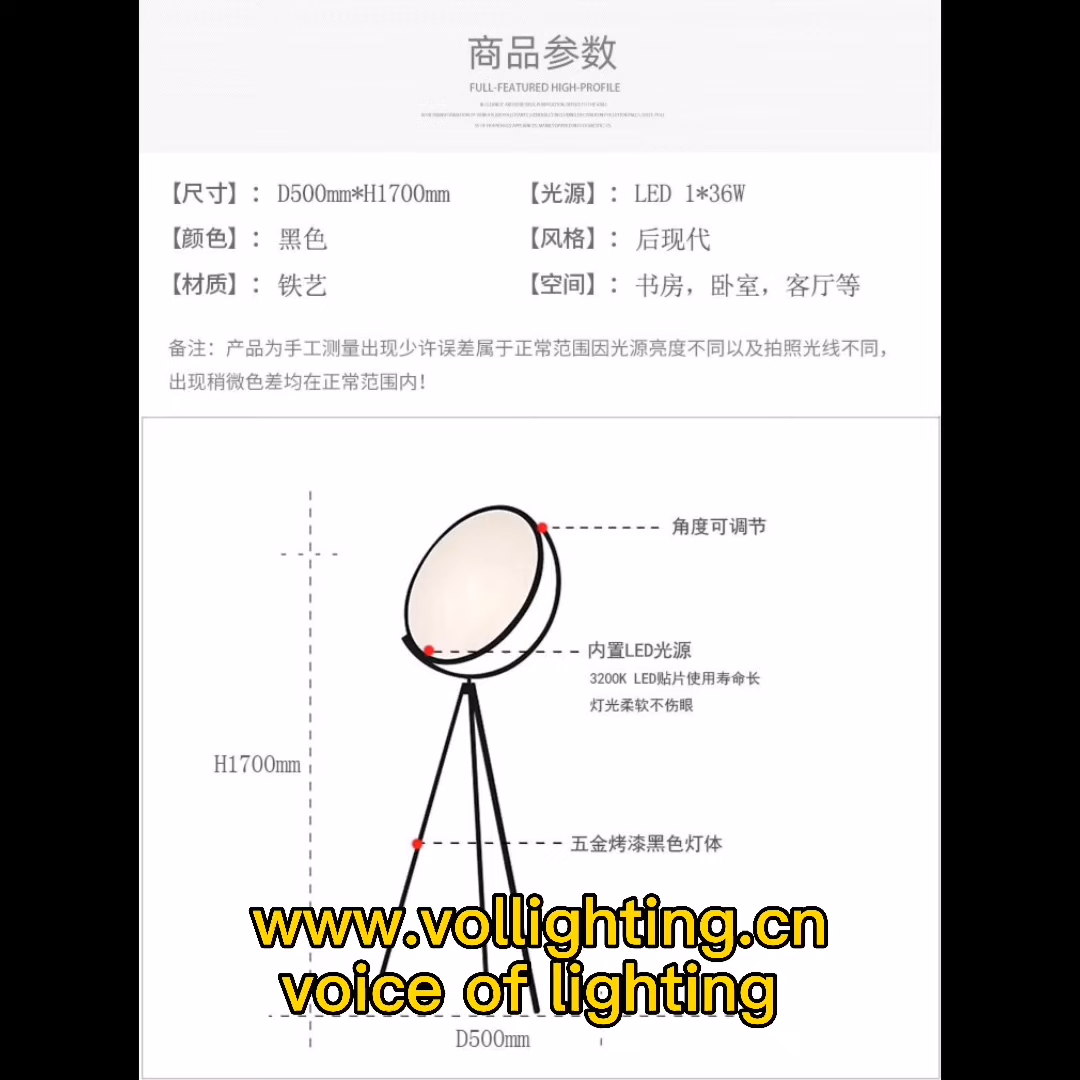 商品参数
FULL-FEATURED HIGH-PROFILE
【尺寸】： D500mm*H1700mm 【光源】： LED 1*36W
【颜色】： 黑色 【风格】： 后现代
【材质】： 铁艺 【空间】： 书房，卧室，客厅等
备注：产品为手工测量出现少许误差属于正常范围因光源亮度不同以及拍照光线不同，
出现稍微色差均在正常范围内！
角度可调节
内置LED光源
3200K LED贴片使用寿命长
灯光柔软不伤眼
H1700mm
五金烤漆黑色灯体
www.vollighting.cn
voice of lighting
D500mm